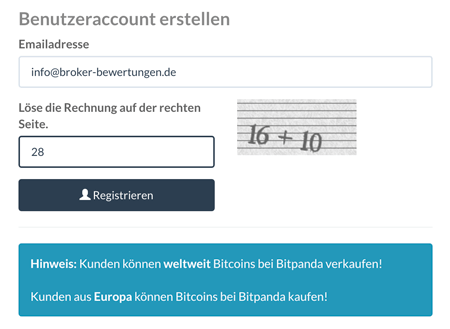 Benutzeraccount erstellen
Emailadresse
info@broker-bewertungen.de
Löse die Rechnung auf der rechten
Seite.
16 + 10
28
Registrieren
Hinweis: Kunden können weltweit Bitcoins bei Bitpanda verkaufen!
Kunden aus Europa können Bitcoins bei Bitpanda kaufen!